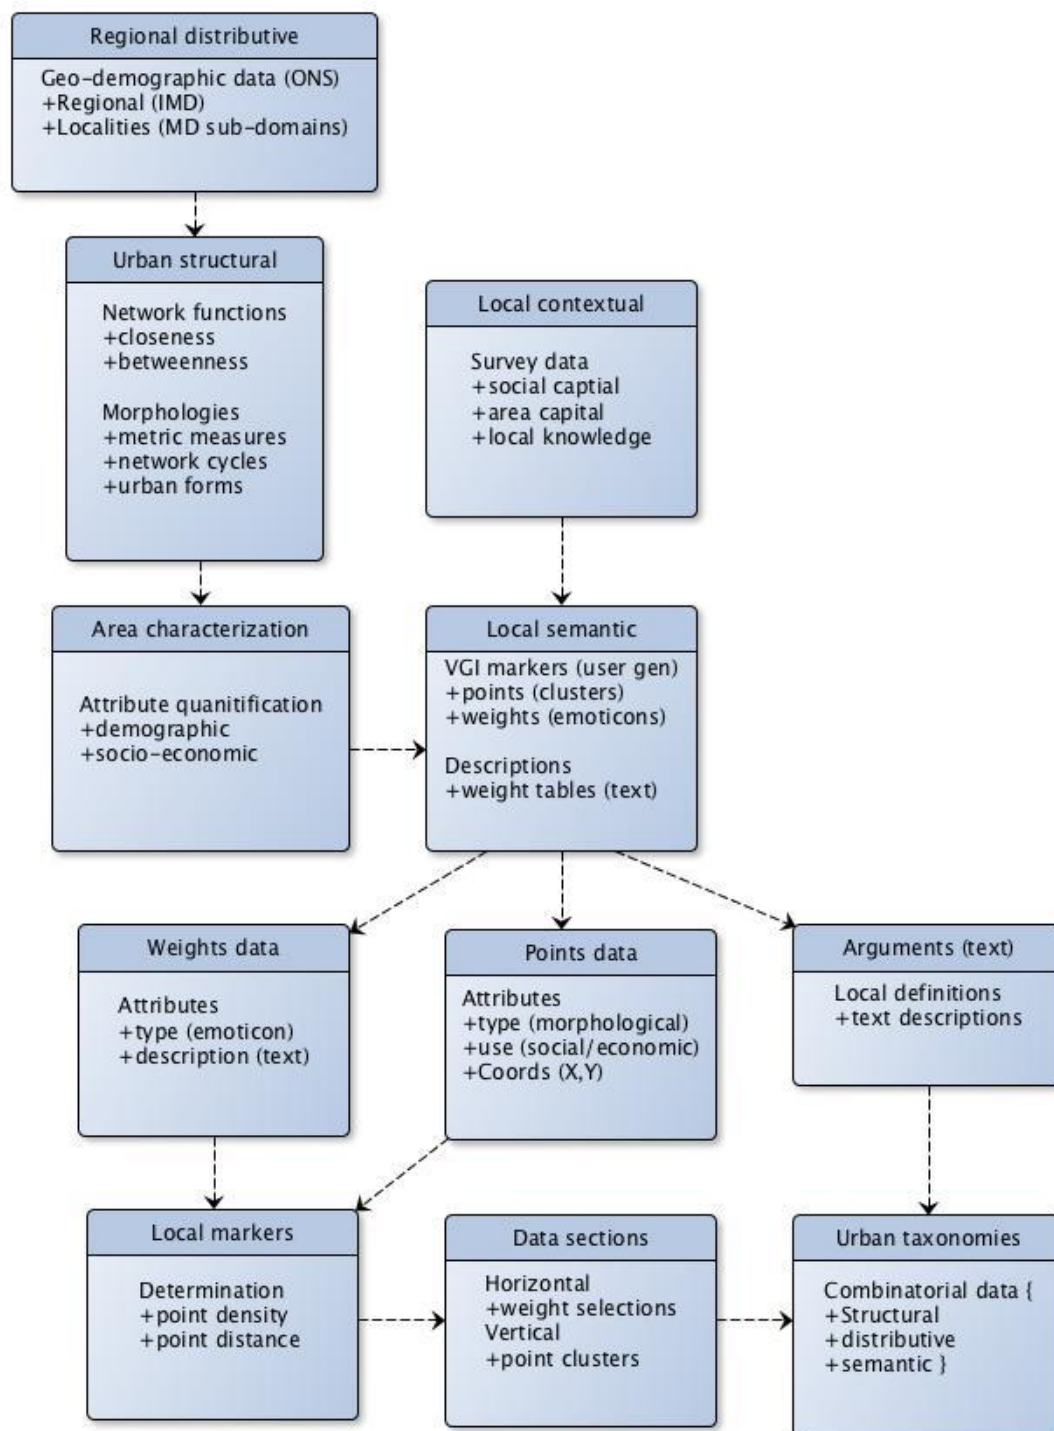 Regional distributive
Geo-demographic data (ONS)
+Regional (IMD)
+Localities (MD sub-domains)
Urban structural
Network functions
+closeness
+betweenness
Morphologies
+metric measures
+network cycles
+urban forms
Local contextual
Survey data
+social captial
+area capital
+local knowledge
Area characterization
Attribute quanitification
+demographic
+socio-economic
Local semantic
VGI markers (user gen)
+points (clusters)
+weights (emoticons)
Descriptions
+weight tables (text)
Weights data
Attributes
+type (emoticon)
+description (text)
Points data
Attributes
+type (morphological)
+use (social/economic)
+Coords (X,Y)
Arguments (text)
Local definitions
+text descriptions
Local markers
Determination
+point density
+point distance
Data sections
Horizontal
+weight selections
Vertical
+point clusters
Urban taxonomies
Combinatorial data {
+Structural
+distributive
+semantic }